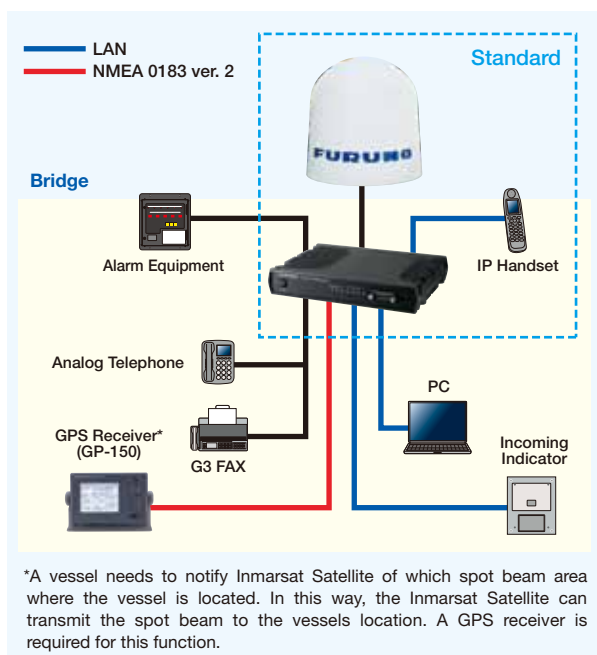 LAN
NMEA 0183 ver. 2
Standard
FURUNO
Bridge
Alarm Equipment
IP Handset
Analog Telephone
PC
GPS Receiver*
(GP-150)
G3 FAX
Incoming
Indicator
*A vessel needs to notify Inmarsat Satellite of which spot beam area
where the vessel is located. In this way, the Inmarsat Satellite can
transmit the spot beam to the vessels location. A GPS receiver is
required for this function.